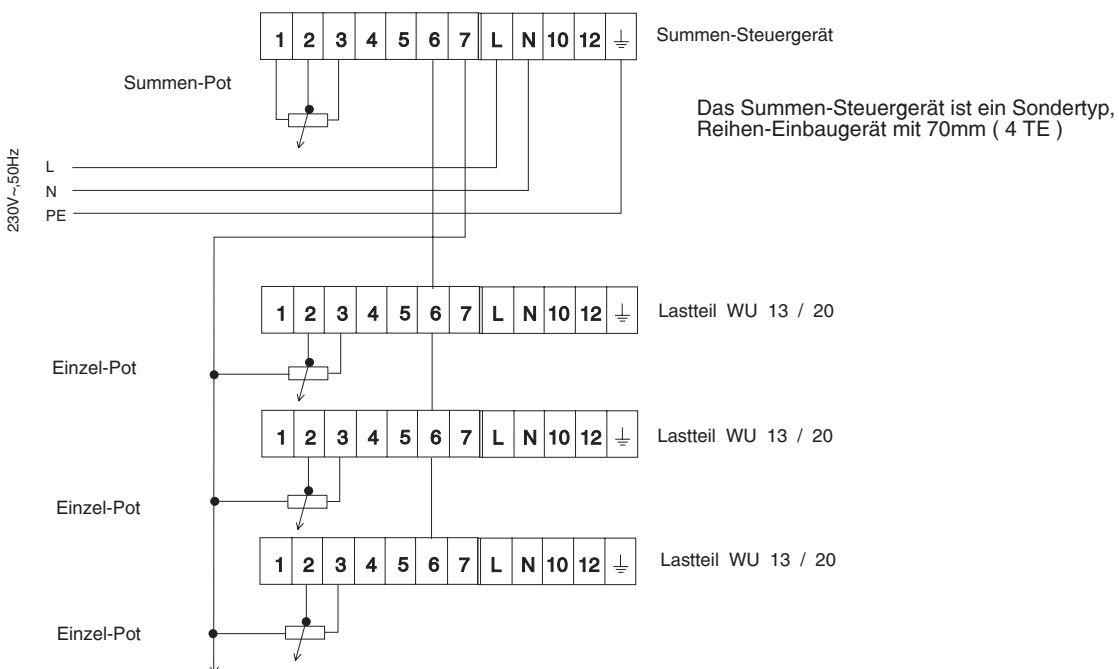 1 2 3 4 5 6 7 L N 10 12 Summen-Steuergerät
Summen-Pot
Das Summen-Steuergerät ist ein Sondertyp,
Reihen-Einbaugerät mit 70mm ( 4 TE )
230V~,50Hz
L
N
PE
1 2 3 4 5 6 7 L N 10 12 Lastteil WU 13 / 20
Einzel-Pot
1 2 3 4 5 6 7 L N 10 12 Lastteil WU 13 / 20
Einzel-Pot
1 2 3 4 5 6 7 L N 10 12 Lastteil WU 13 / 20
Einzel-Pot